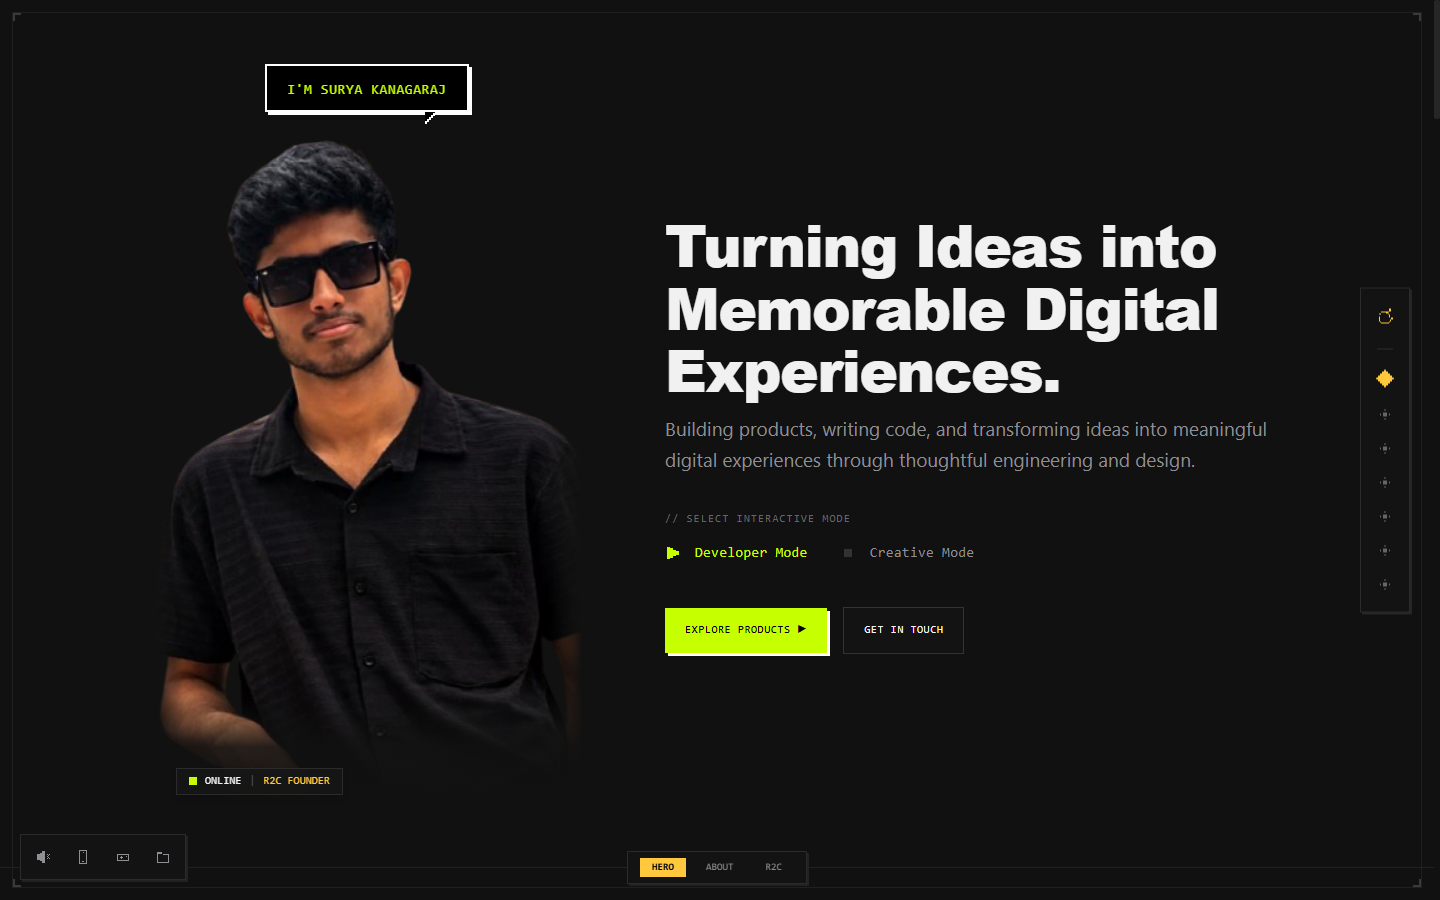 I'M SURYA KANAGARAJ
Turning Ideas into
Memorable Digital
Experiences.
Building products, writing code, and transforming ideas into meaningful
digital experiences through thoughtful engineering and design.
// SELECT INTERACTIVE MODE
Developer Mode
Creative Mode
EXPLORE PRODUCTS
GET IN TOUCH
ONLINE | R2C FOUNDER
HERO
ABOUT
R2C